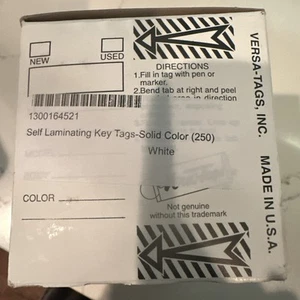 NEW
USED
DIRECTIONS
1.Fill in tag with pen or
marker.
2.Bend tab at right and peel
in direction
1300164521
Self Laminating Key Tags-Solid Color (250)
White
COLOR
Not genuine
without this trademark
VERSA-TAGS, INC.
MADE IN U.S.A.